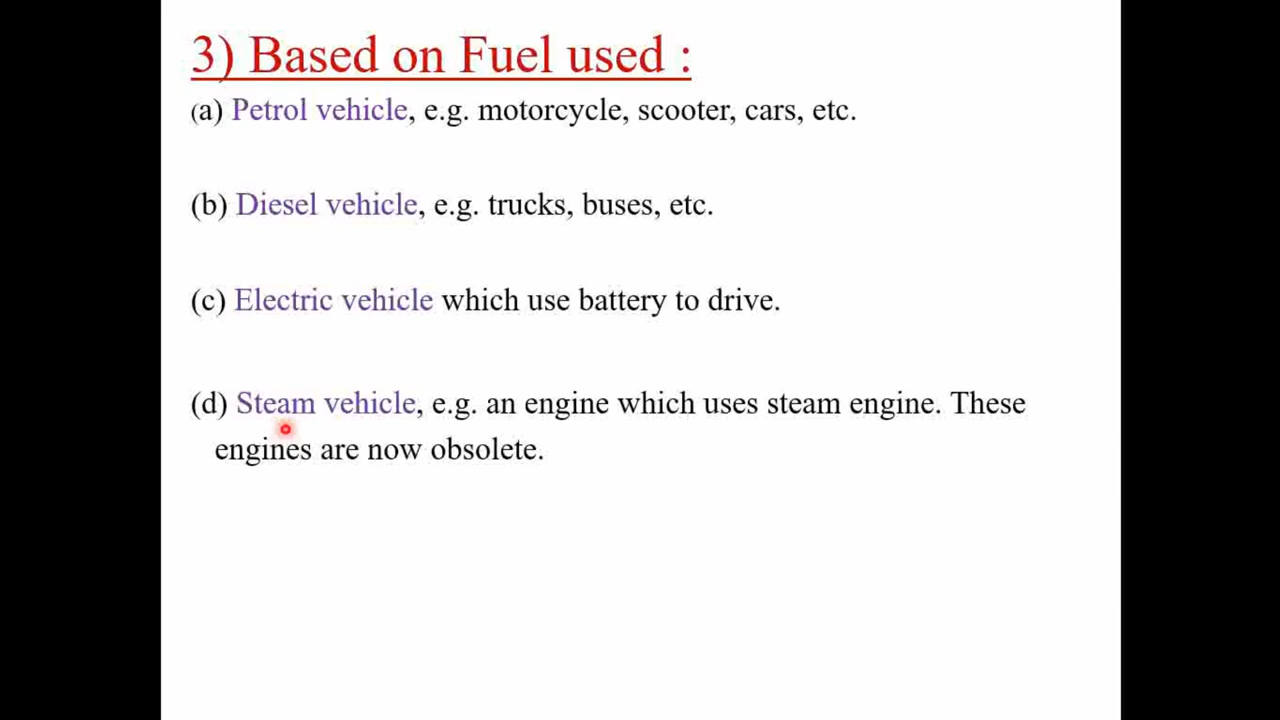 3) Based on Fuel used :
(a) Petrol vehicle, e.g. motorcycle, scooter, cars, etc.
(b) Diesel vehicle, e.g. trucks, buses, etc.
(c) Electric vehicle which use battery to drive.
(d) Steam vehicle, e.g. an engine which uses steam engine. These
engines are now obsolete.